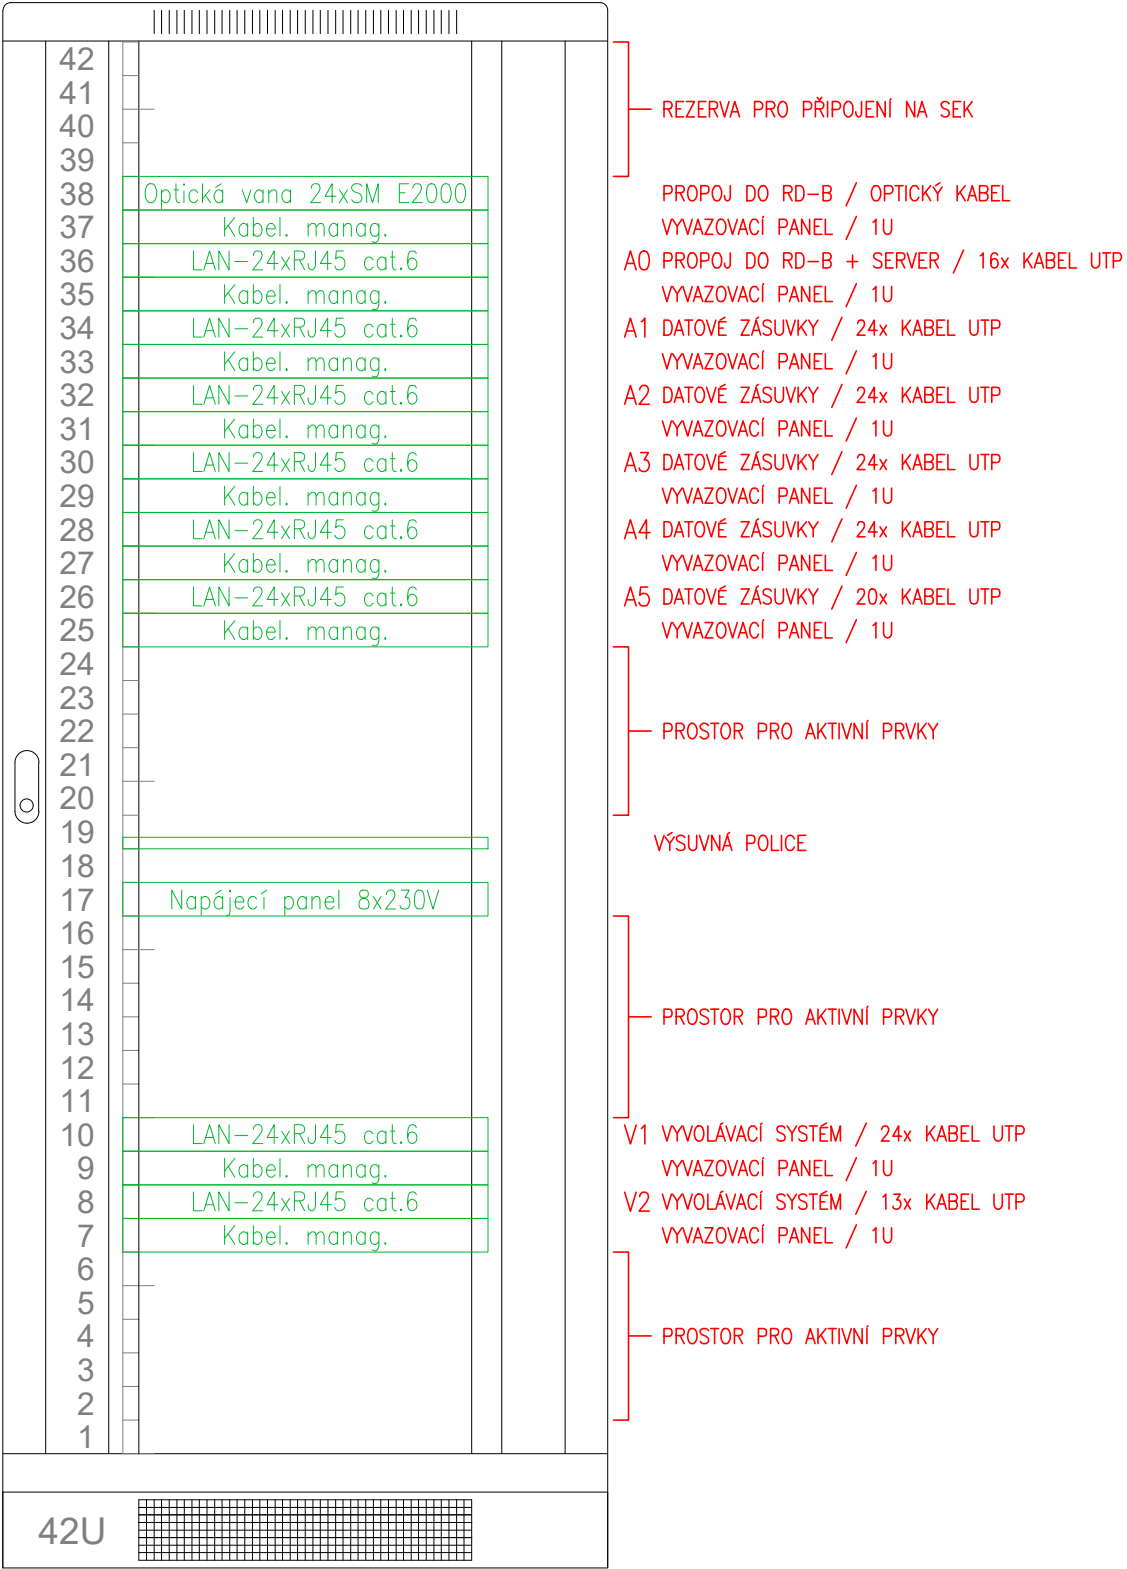 42
41
REZERVA PRO PŘIPOJENÍ NA SEK
40
39
38 Optická vana 24xSM E2000 PROPOJ DO RD-B / OPTICKÝ KABEL
37 Kabel. manag. VYVAZOVACÍ PANEL / 1U
36 LAN-24xRJ45 cat.6 A0 PROPOJ DO RD-B + SERVER / 16x KABEL UTP
35 Kabel. manag. VYVAZOVACÍ PANEL / 1U
34 LAN-24xRJ45 cat.6 A1 DATOVÉ ZÁSUVKY / 24x KABEL UTP
33 Kabel. manag. VYVAZOVACÍ PANEL / 1U
32 LAN-24xRJ45 cat.6 A2 DATOVÉ ZÁSUVKY / 24x KABEL UTP
31 Kabel. manag. VYVAZOVACÍ PANEL / 1U
30 LAN-24xRJ45 cat.6 A3 DATOVÉ ZÁSUVKY / 24x KABEL UTP
29 Kabel. manag. VYVAZOVACÍ PANEL / 1U
28 LAN-24xRJ45 cat.6 A4 DATOVÉ ZÁSUVKY / 24x KABEL UTP
27 Kabel. manag. VYVAZOVACÍ PANEL / 1U
26 LAN-24xRJ45 cat.6 A5 DATOVÉ ZÁSUVKY / 20x KABEL UTP
25 Kabel. manag. VYVAZOVACÍ PANEL / 1U
24
23
22 PROSTOR PRO AKTIVNÍ PRVKY
21
20
19 VÝSUVNÁ POLICE
18
17 Napájecí panel 8x230V
16
15
14
PROSTOR PRO AKTIVNÍ PRVKY
13
12
11
10 LAN-24xRJ45 cat.6 V1 VYVOLÁVACÍ SYSTÉM / 24x KABEL UTP
9 Kabel. manag. VYVAZOVACÍ PANEL / 1U
8 LAN-24xRJ45 cat.6 V2 VYVOLÁVACÍ SYSTÉM / 13x KABEL UTP
7 Kabel. manag. VYVAZOVACÍ PANEL / 1U
6
5
4 PROSTOR PRO AKTIVNÍ PRVKY
3
2
1
42U